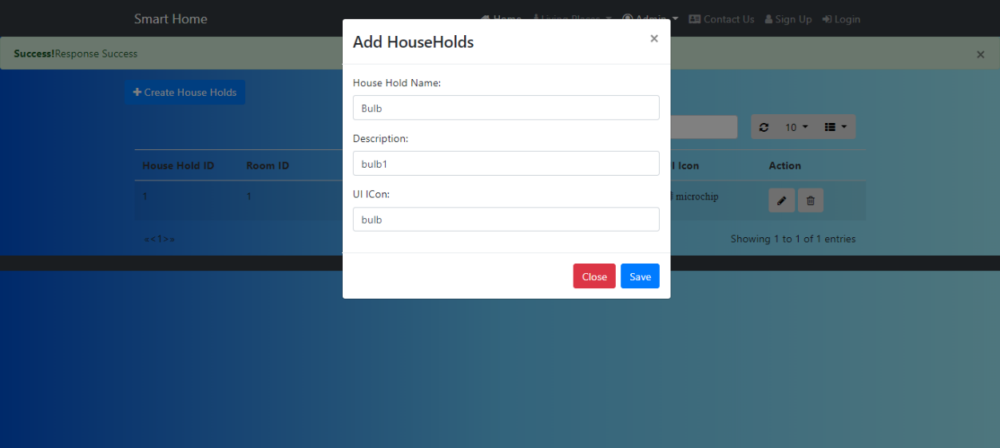 Smart Home Home Living Places Admin Contact Us Sign Up Login
Success!Response Success ×
Add HouseHolds ×
House Hold Name:
Bulb
Description:
bulb1
UI ICon:
bulb
Close Save
Create House Holds
10
House Hold ID Room ID Icon Action
1 1 microchip
«<1>» Showing 1 to 1 of 1 entries